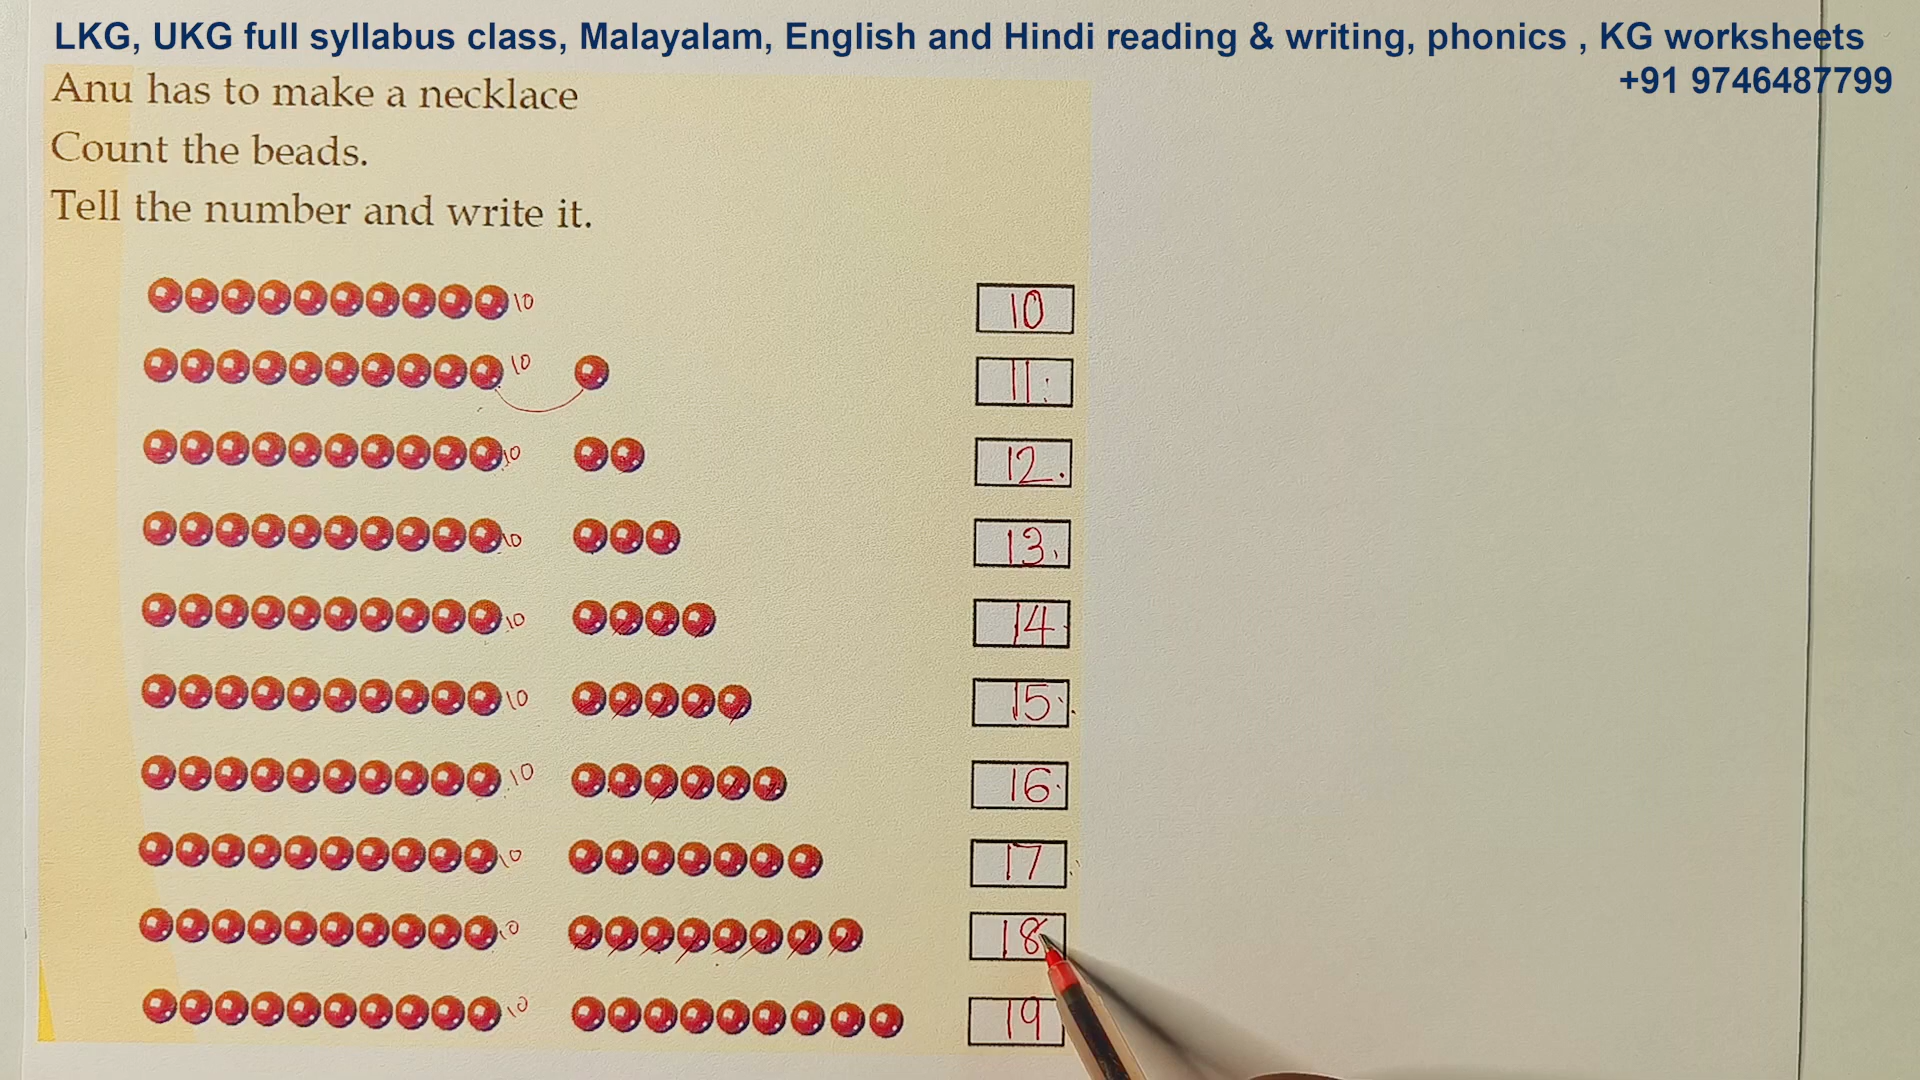 LKG, UKG full syllabus class, Malayalam, English and Hindi reading & writing, phonics , KG worksheets
+91 9746487799
Anu has to make a necklace
Count the beads.
Tell the number and write it.
10 10
10 11
10 12
10 13
10 14
10 15
10 16
10 17
10 18
10 19